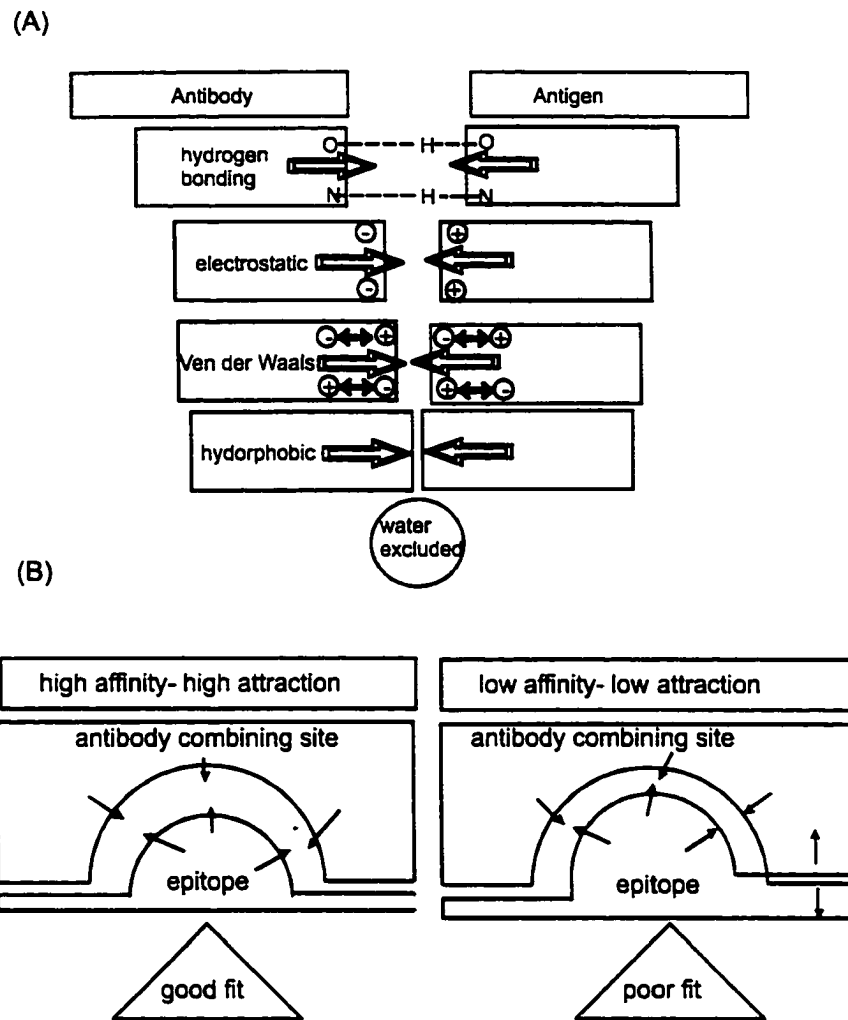 (A)
Antibody
Antigen
hydrogen
bonding
O H O
N H N
electrostatic
- +
- +
Ven der Waals
- + - +
+ - + -
hydorphobic
water
excluded
(B)
high affinity- high attraction
low affinity- low attraction
antibody combining site
antibody combining site
epitope
epitope
good fit
poor fit